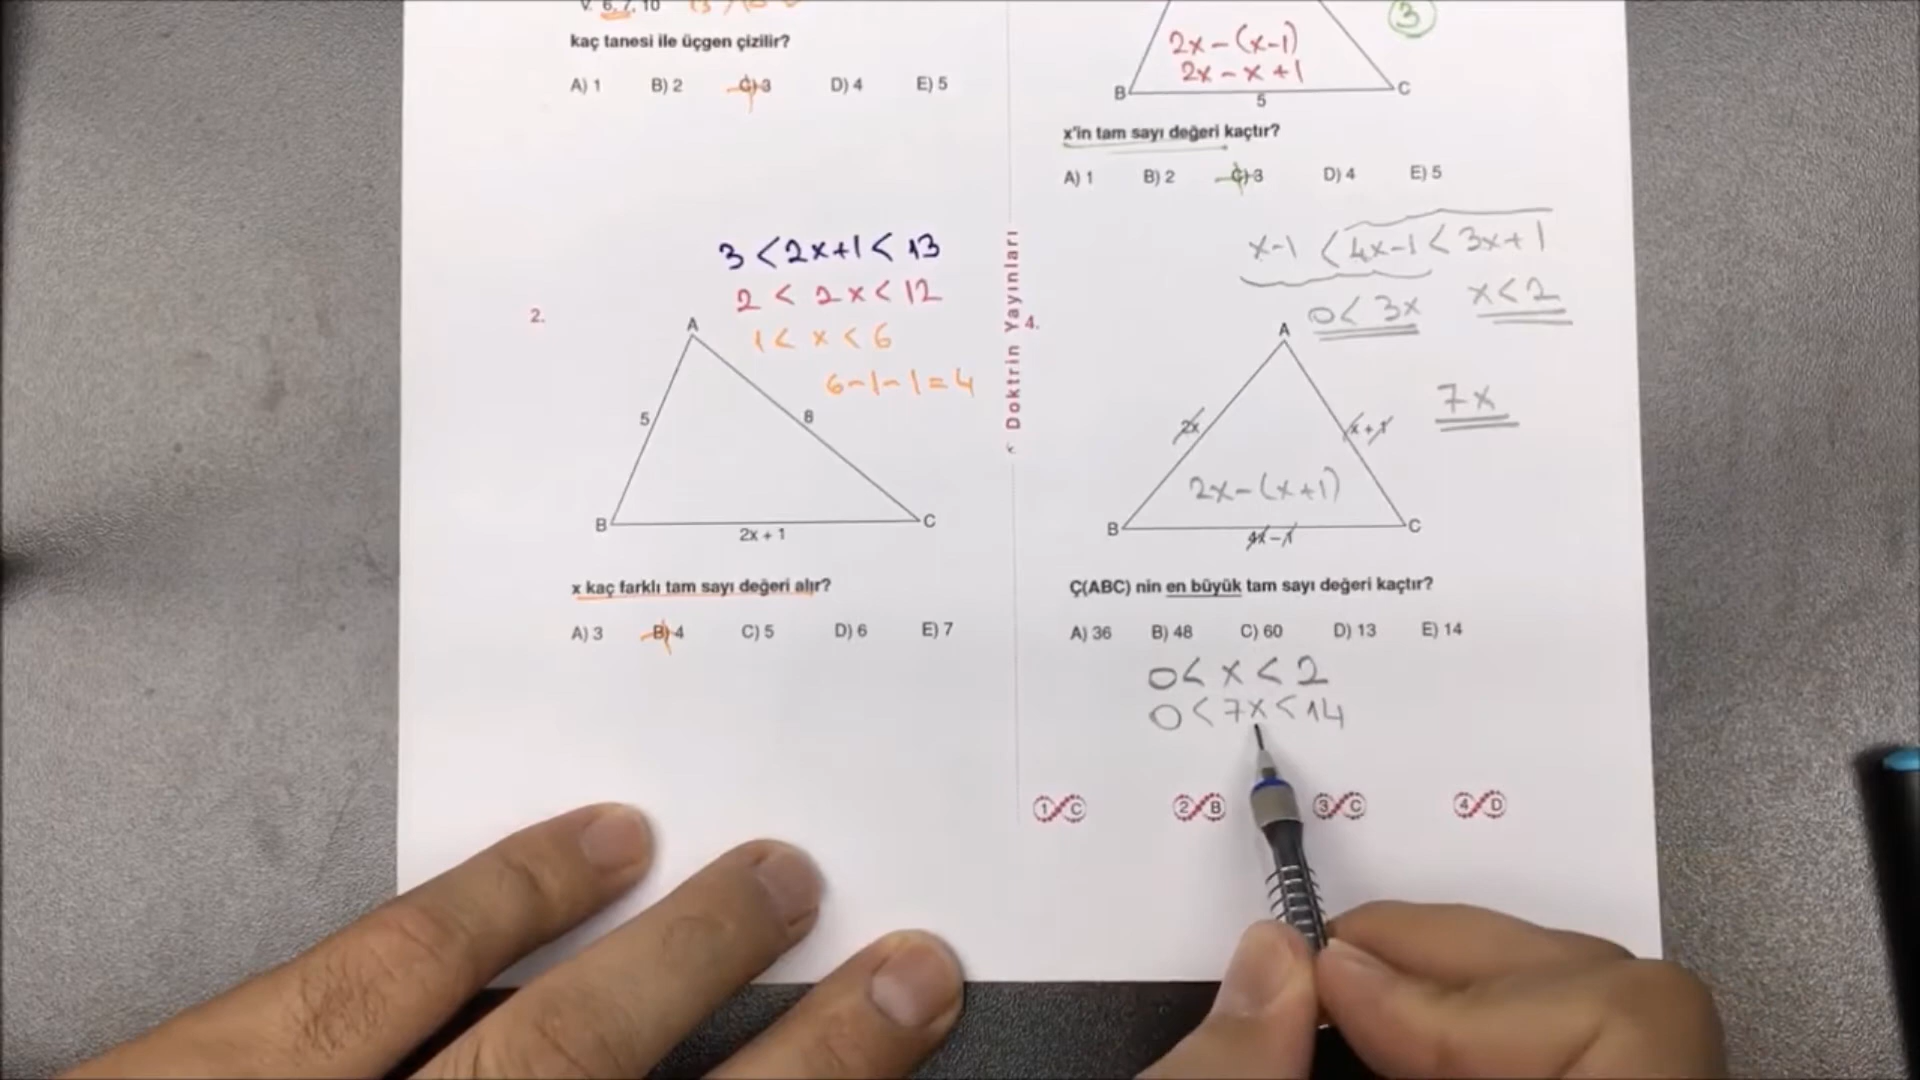 V. 6, 7, 10
kaç tanesi ile üçgen çizilir?
A) 1 B) 2 C) 3 D) 4 E) 5
3 < 2x+1 < 13
2 < 2x < 12
1 < x < 6
6-1-1=4
2.
A
5
8
B
C
2x + 1
x kaç farklı tam sayı değeri alır?
A) 3 B) 4 C) 5 D) 6 E) 7
Doktrin Yayınları
3
2x-(x-1)
2x-x+1
B
C
5
x'in tam sayı değeri kaçtır?
A) 1 B) 2 C) 3 D) 4 E) 5
x-1 < 4x-1 < 3x+1
0 < 3x x < 2
7x
4.
A
2x
x + 1
2x-(x+1)
B
C
4x - 1
Ç(ABC) nin en büyük tam sayı değeri kaçtır?
A) 36 B) 48 C) 60 D) 13 E) 14
0 < x < 2
0 < 7x < 14
1 C 2 B 3 C 4 D